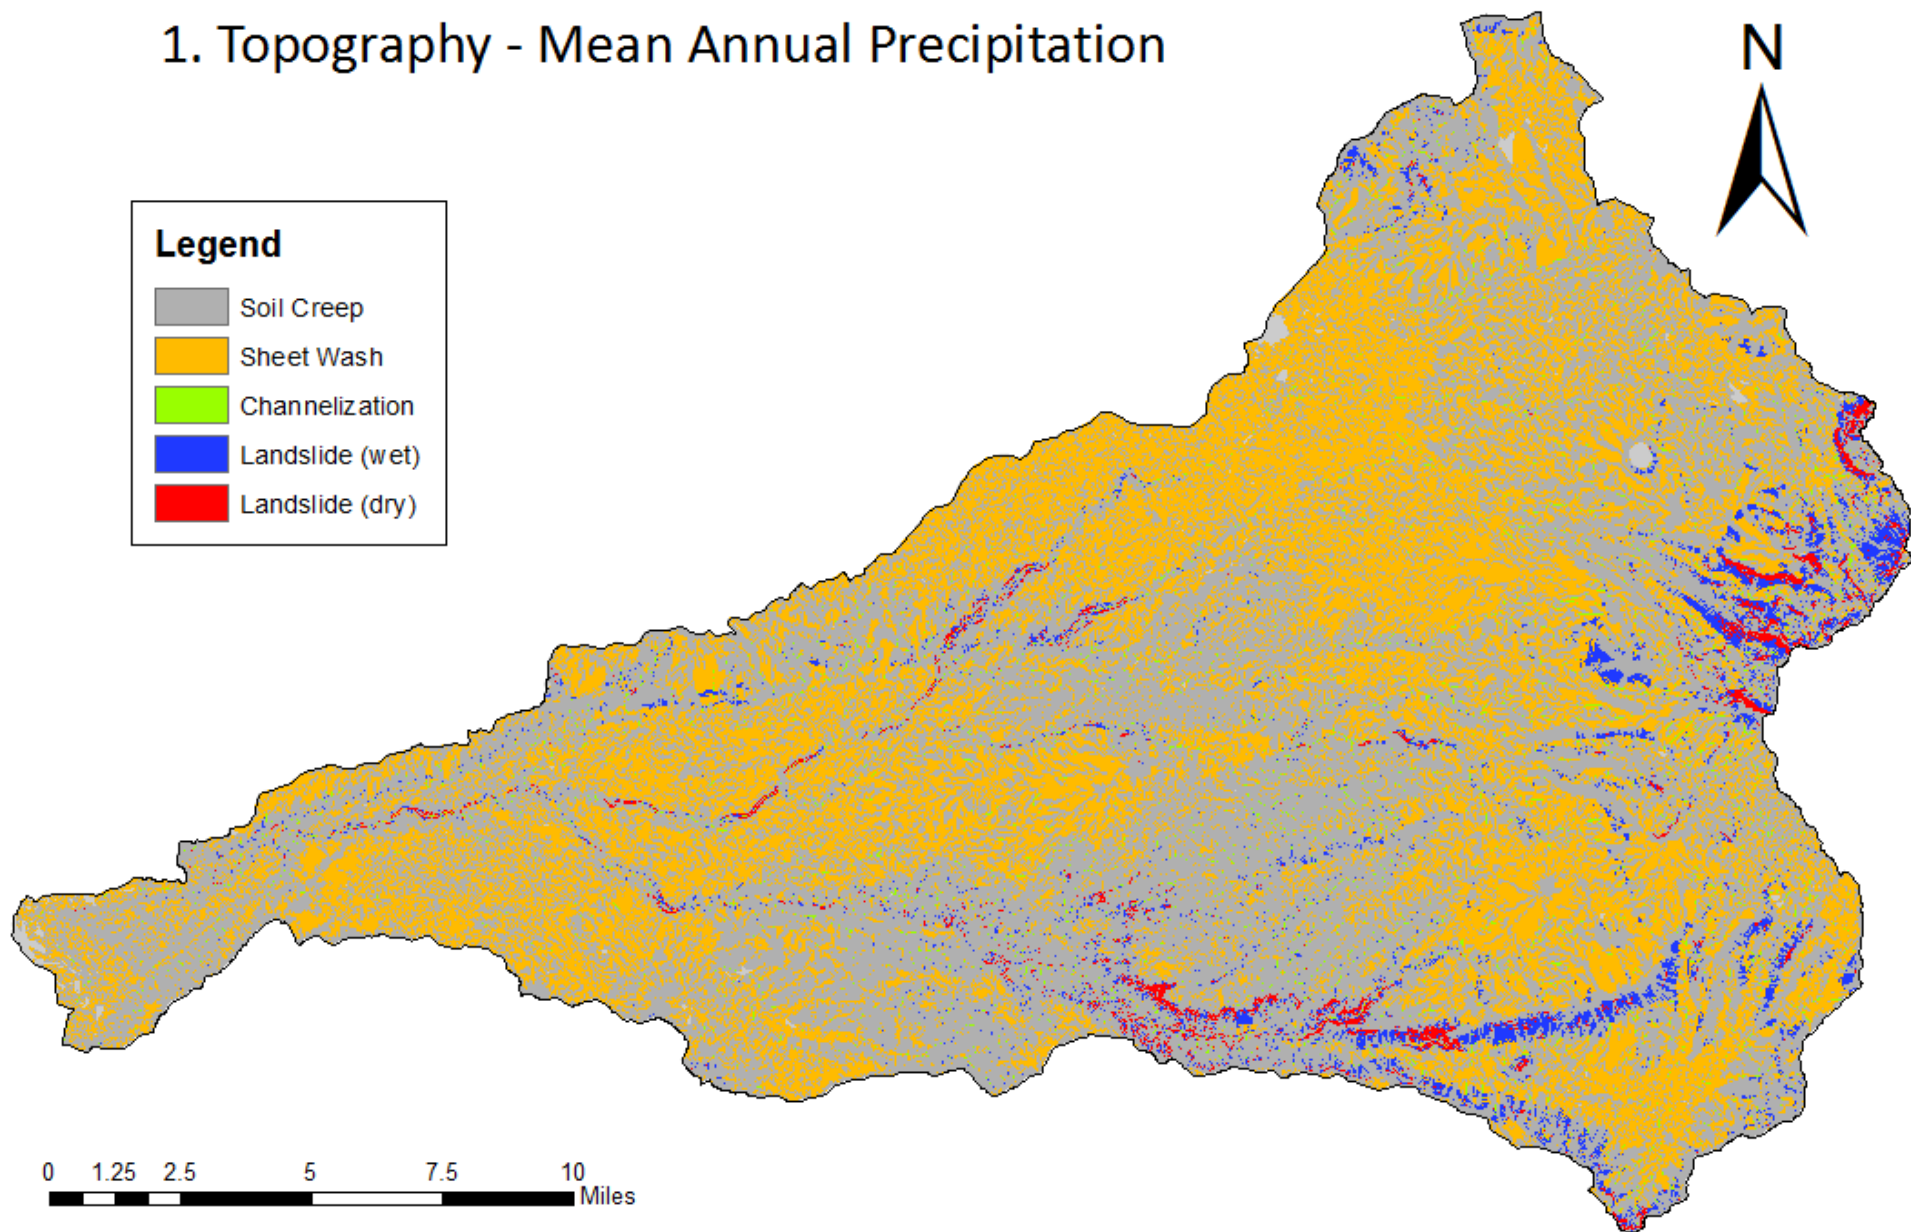 1. Topography - Mean Annual Precipitation
N
Legend
Soil Creep
Sheet Wash
Channelization
Landslide (wet)
Landslide (dry)
0 1.25 2.5 5 7.5 10
Miles